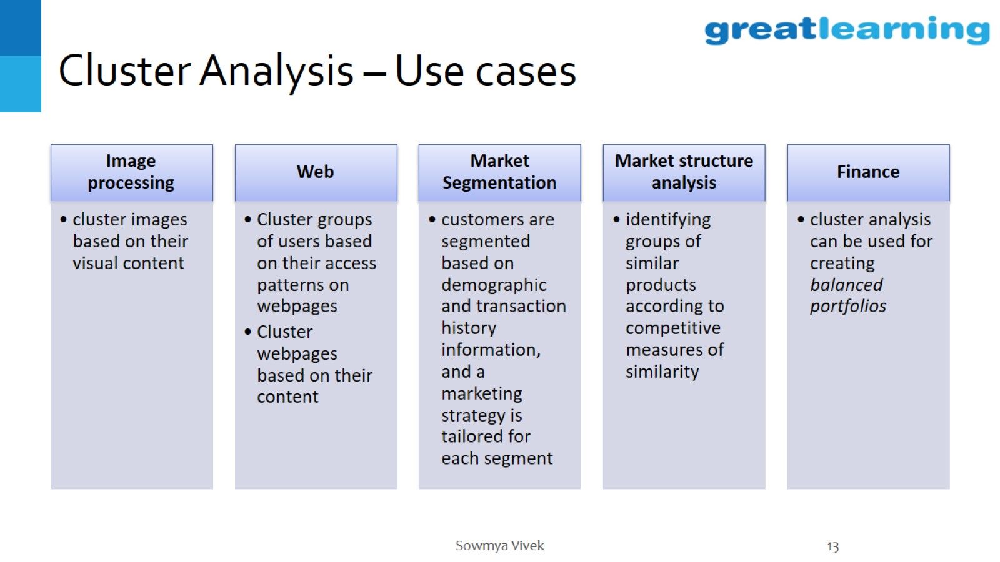 greatlearning
Cluster Analysis – Use cases
Image
processing
• cluster images
based on their
visual content
Web
• Cluster groups
of users based
on their access
patterns on
webpages
• Cluster
webpages
based on their
content
Market
Segmentation
• customers are
segmented
based on
demographic
and transaction
history
information,
and a
marketing
strategy is
tailored for
each segment
Market structure
analysis
• identifying
groups of
similar
products
according to
competitive
measures of
similarity
Finance
• cluster analysis
can be used for
creating
balanced
portfolios
Sowmya Vivek
13